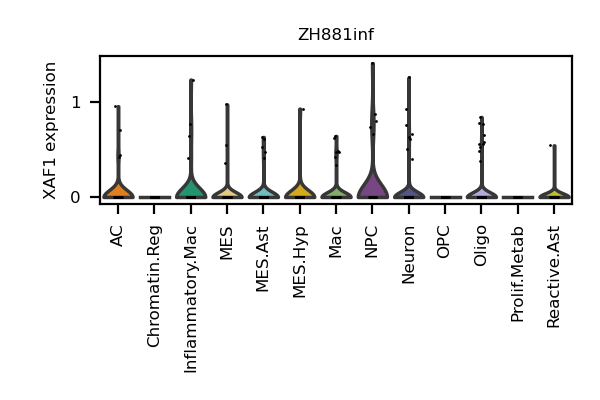 ZH881inf
XAF1 expression
1
0
AC
Chromatin.Reg
Inflammatory.Mac
MES
MES.Ast
MES.Hyp
Mac
NPC
Neuron
OPC
Oligo
Prolif.Metab
Reactive.Ast